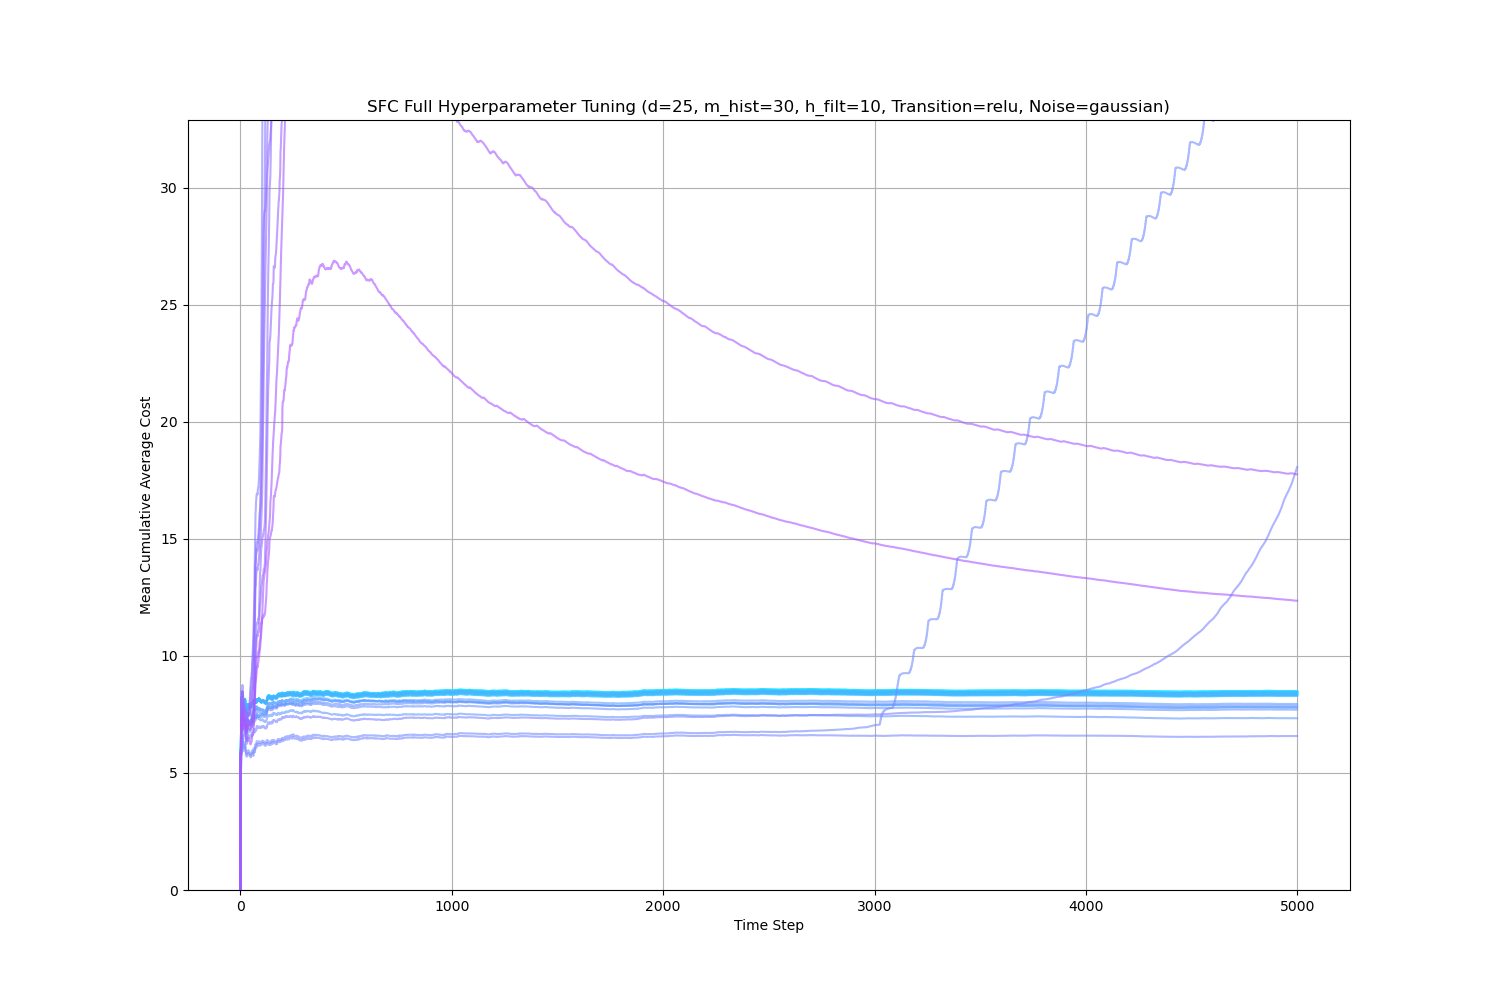 SFC Full Hyperparameter Tuning (d=25, m_hist=30, h_filt=10, Transition=relu, Noise=gaussian)
Mean Cumulative Average Cost
30
25
20
15
10
5
0
0 1000 2000 3000 4000 5000
Time Step